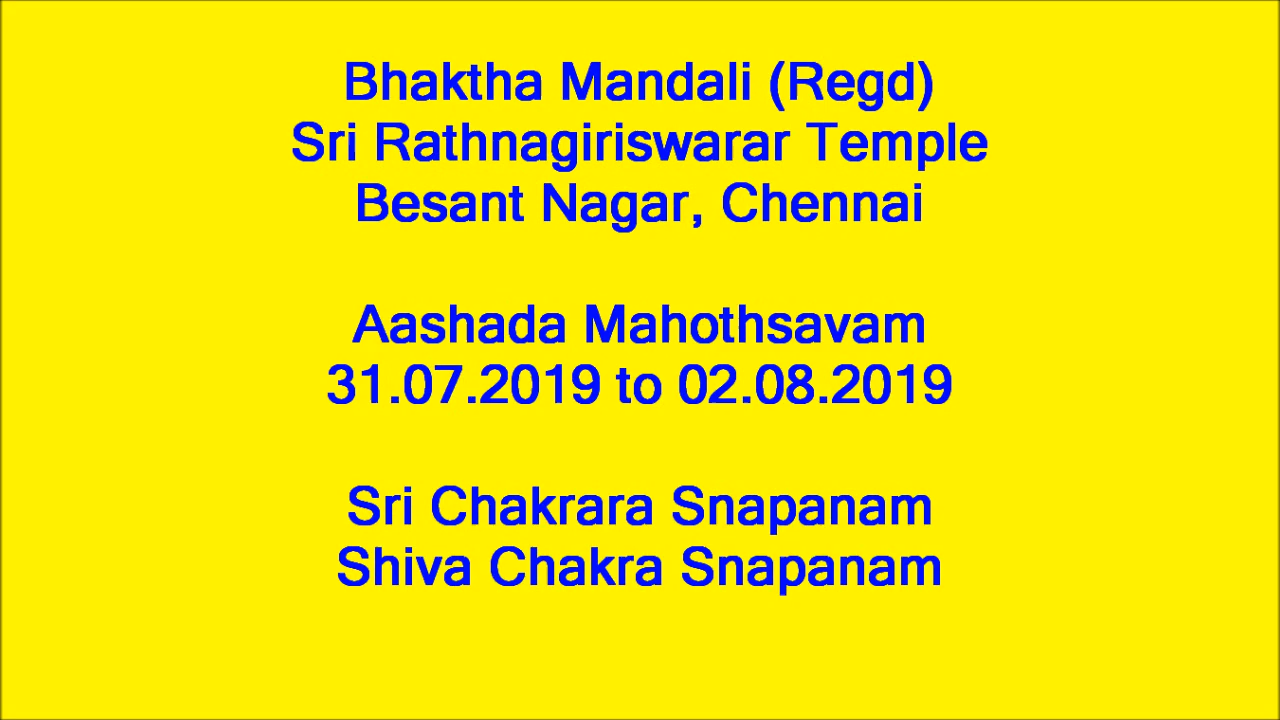 Bhaktha Mandali (Regd)
Sri Rathnagiriswarar Temple
Besant Nagar, Chennai
Aashada Mahothsavam
31.07.2019 to 02.08.2019
Sri Chakrara Snapanam
Shiva Chakra Snapanam